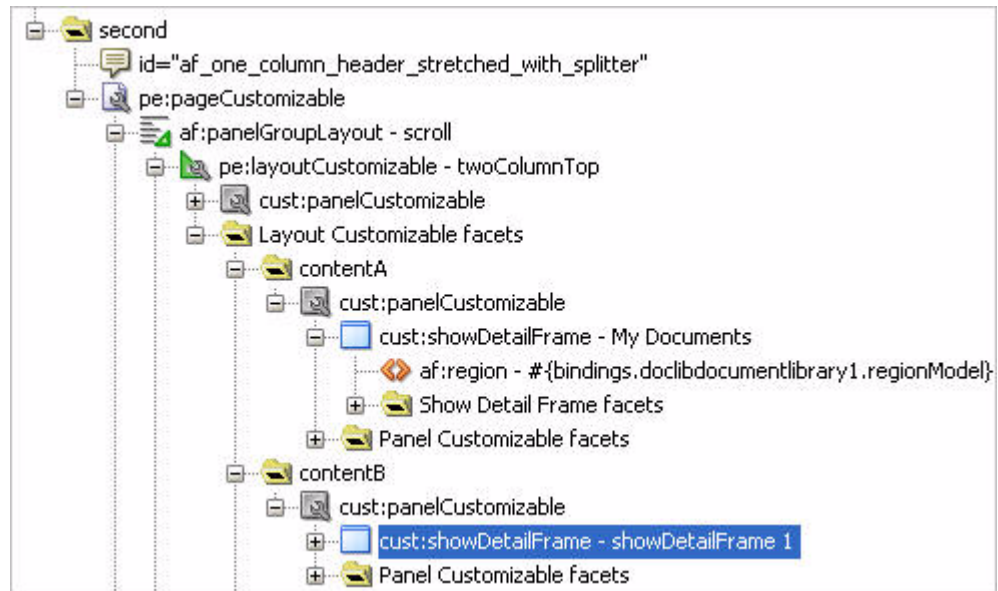 second
id="af_one_column_header_stretched_with_splitter"
pe:pageCustomizable
af:panelGroupLayout - scroll
pe:layoutCustomizable - twoColumnTop
cust:panelCustomizable
Layout Customizable facets
contentA
cust:panelCustomizable
cust:showDetailFrame - My Documents
af:region - #{bindings.doclibdocumentlibrary1.regionModel}
Show Detail Frame facets
Panel Customizable facets
contentB
cust:panelCustomizable
cust:showDetailFrame - showDetailFrame 1
Panel Customizable facets